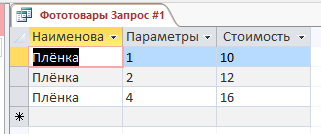 Фототовары Запрос #1
Наименова Параметры Стоимость
Плёнка 1 10
Плёнка 2 12
Плёнка 4 16